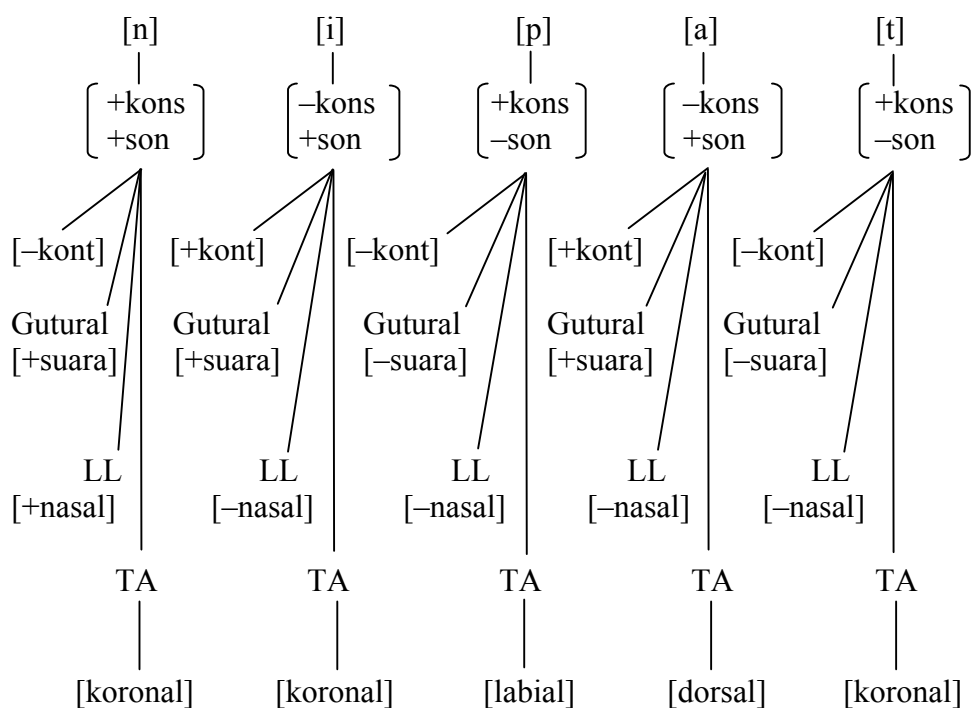 [n] [i] [p] [a] [t]
+kons –kons +kons –kons +kons
+son +son –son +son –son
[–kont] [+kont] [–kont] [+kont] [–kont]
Gutural Gutural Gutural Gutural Gutural
[+suara] [+suara] [–suara] [+suara] [–suara]
LL LL LL LL LL
[+nasal] [–nasal] [–nasal] [–nasal] [–nasal]
TA TA TA TA TA
[koronal] [koronal] [labial] [dorsal] [koronal]